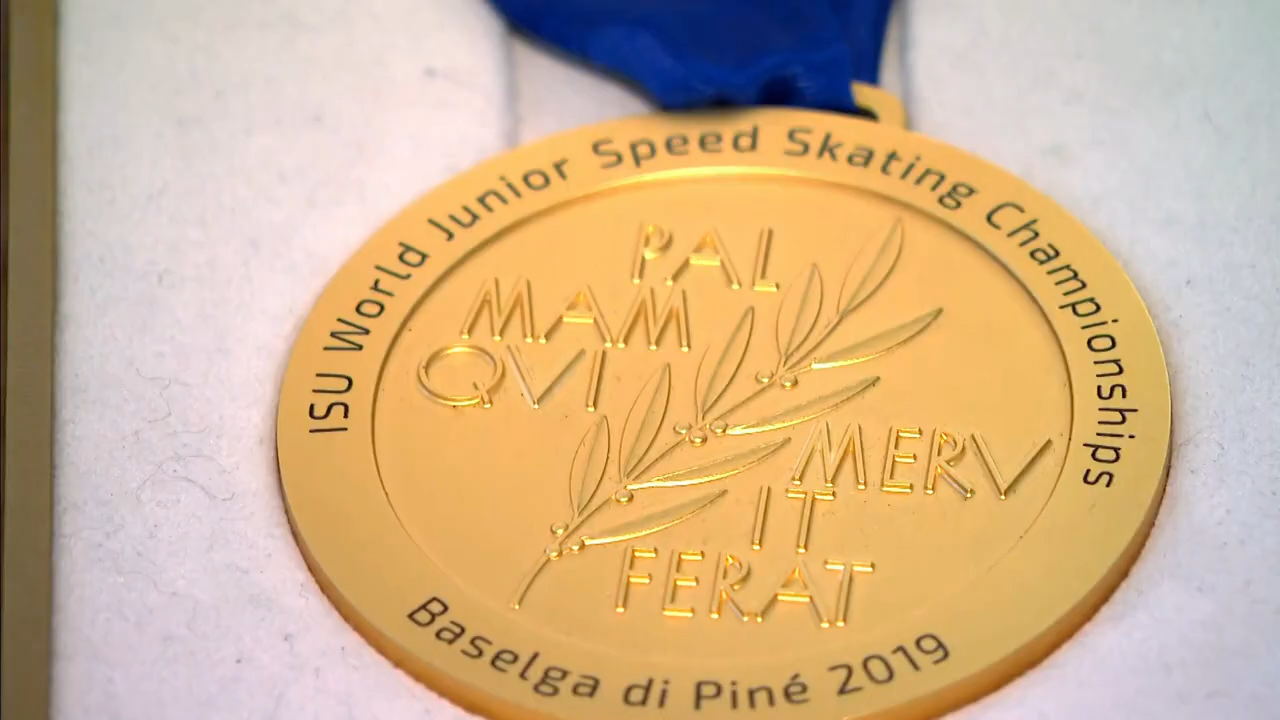 ISU World Junior Speed Skating Championships
PAL
MAM
QVI
MERV
IT
FERAT
Baselga di Piné 2019